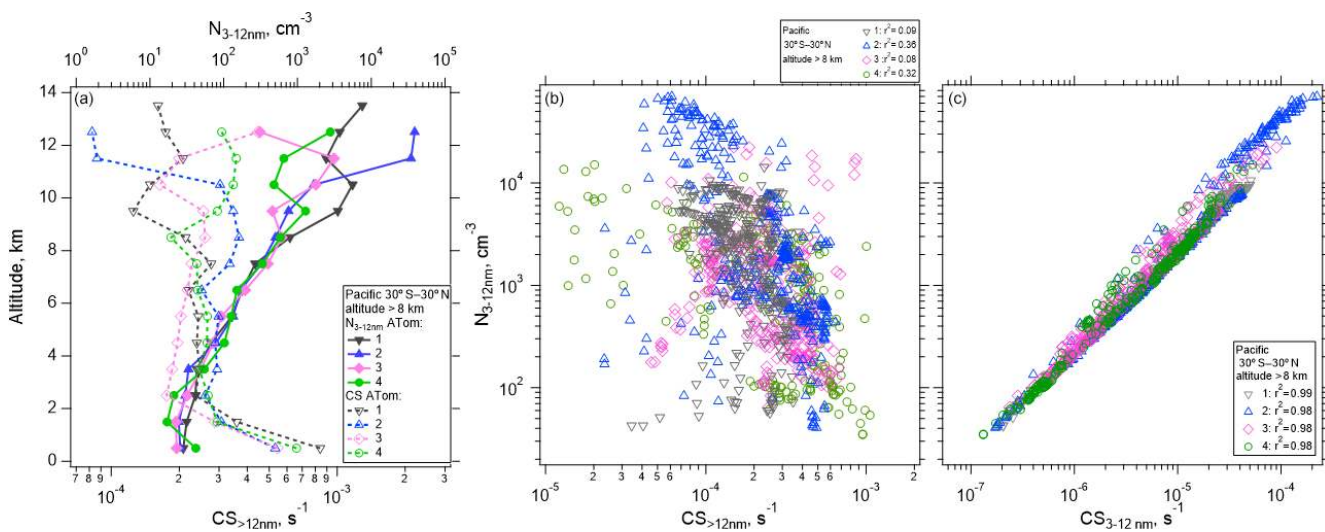 N3-12nm, cm-3
10^0 10^1 10^2 10^3 10^4 10^5
(a)
14
12
10
8
6
4
2
0
Altitude, km
Pacific 30° S–30° N
altitude > 8 km
N3-12nm ATom:
1
2
3
4
CS ATom:
1
2
3
4
7 8 9 2 3 4 5 6 7 8 9 2 3
10^-4 10^-3
CS>12nm, s-1
Pacific
30° S–30° N
altitude > 8 km
1: r2= 0.09
2: r2= 0.36
3 :r2= 0.08
4: r2= 0.32
(b)
10^4
10^3
10^2
N3-12nm, cm-3
10^-5 2 3 4 5 6 10^-4 2 3 4 5 6 10^-3 2
CS>12nm, s-1
(c)
Pacific
30° S–30° N
altitude > 8 km
1: r2= 0.99
2: r2= 0.98
3: r2= 0.98
4: r2= 0.98
10^-7 10^-6 10^-5 10^-4
CS3-12 nm, s-1